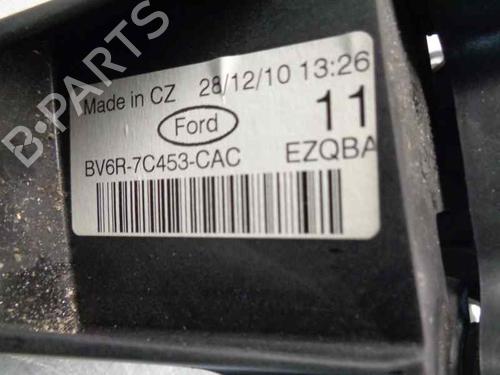 Made in CZ 28/12/10 13:26
Ford 11
BV6R-7C453-CAC EZQBA
B-PARTS